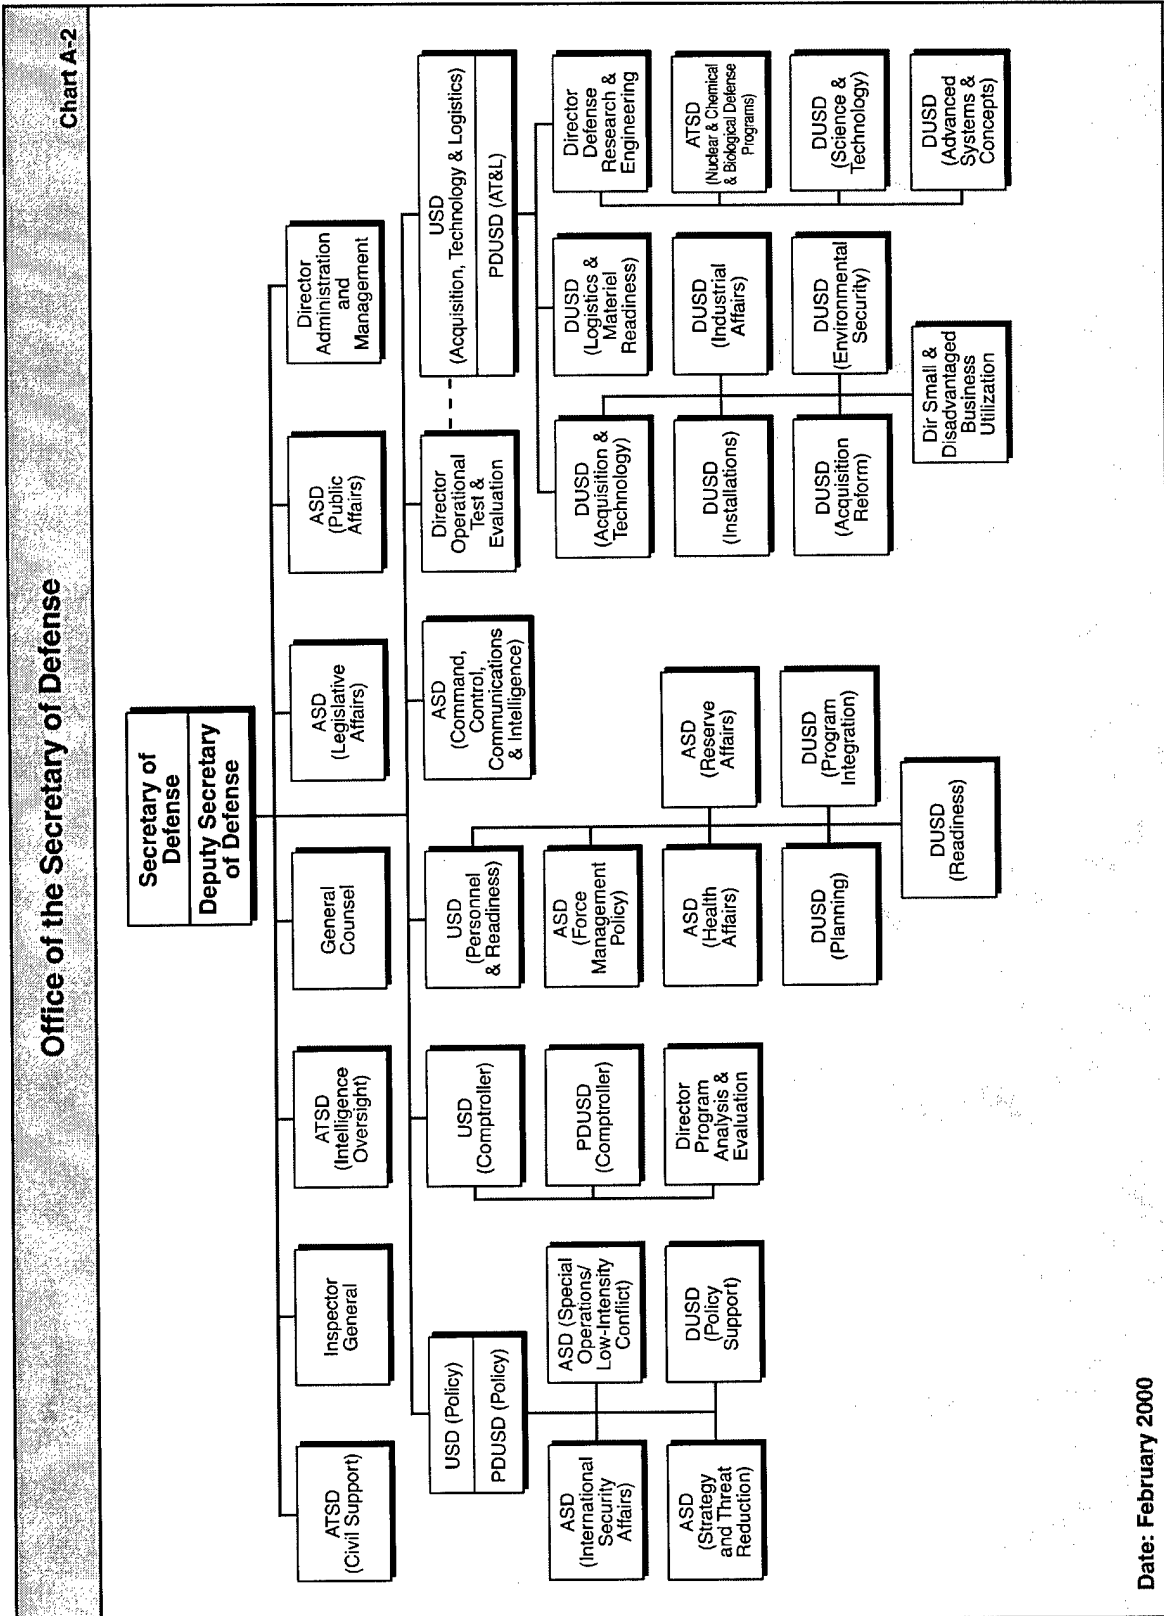 Office of the Secretary of Defense
Chart A-2
Secretary of
Defense
Deputy Secretary
of Defense
ATSD
(Civil Support)
Inspector
General
ATSD
(Intelligence
Oversight)
General
Counsel
ASD
(Legislative
Affairs)
ASD
(Public
Affairs)
Director
Administration
and
Management
USD (Policy)
PDUSD (Policy)
ASD
(International
Security
Affairs)
ASD (Special
Operations/
Low-Intensity
Conflict)
ASD
(Strategy
and Threat
Reduction)
DUSD
(Policy
Support)
USD
(Comptroller)
PDUSD
(Comptroller)
Director
Program
Analysis &
Evaluation
USD
(Personnel
& Readiness)
ASD
(Force
Management
Policy)
ASD
(Health
Affairs)
ASD
(Reserve
Affairs)
DUSD
(Planning)
DUSD
(Program
Integration)
DUSD
(Readiness)
ASD
(Command,
Control,
Communications
& Intelligence)
Director
Operational
Test &
Evaluation
USD
(Acquisition, Technology & Logistics)
PDUSD (AT&L)
DUSD
(Acquisition &
Technology)
DUSD
(Logistics &
Materiel
Readiness)
Director
Defense
Research &
Engineering
DUSD
(Installations)
DUSD
(Industrial
Affairs)
ATSD
(Nuclear & Chemical
& Biological Defense
Programs)
DUSD
(Acquisition
Reform)
DUSD
(Environmental
Security)
DUSD
(Science &
Technology)
Dir Small &
Disadvantaged
Business
Utilization
DUSD
(Advanced
Systems &
Concepts)
Date: February 2000